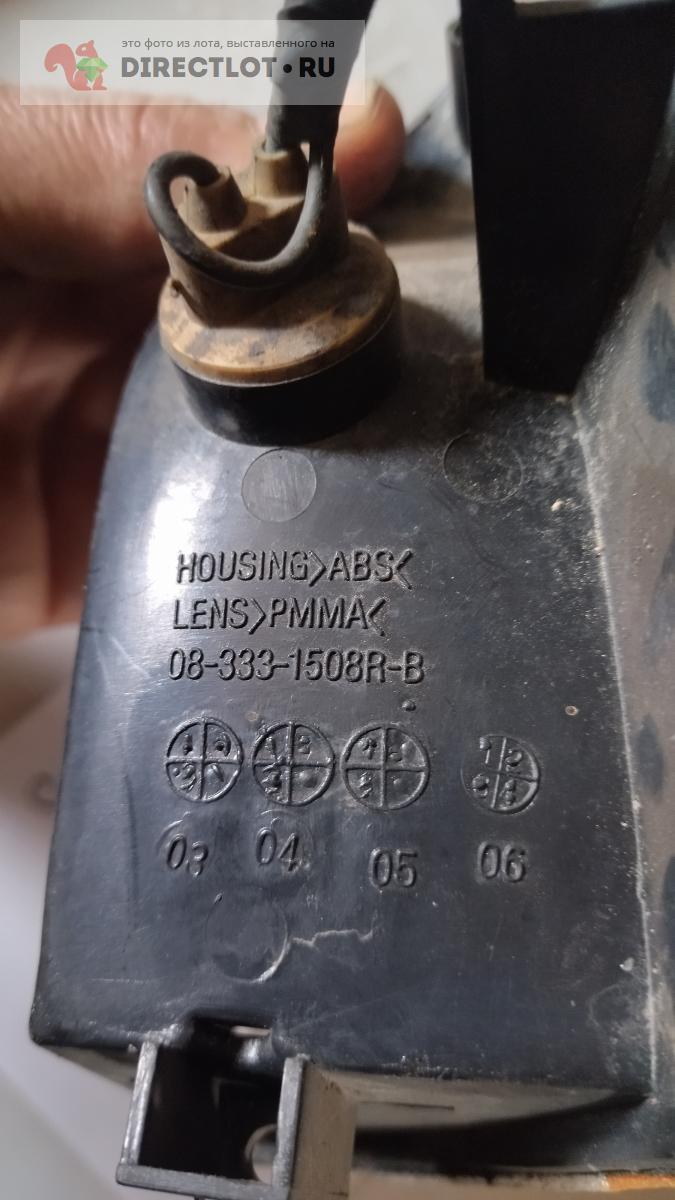 это фото из лота, выставленного на
DIRECTLOT•RU
HOUSING>ABS<
LENS>PMMA<
08-333-1508R-B
03 04 05 06